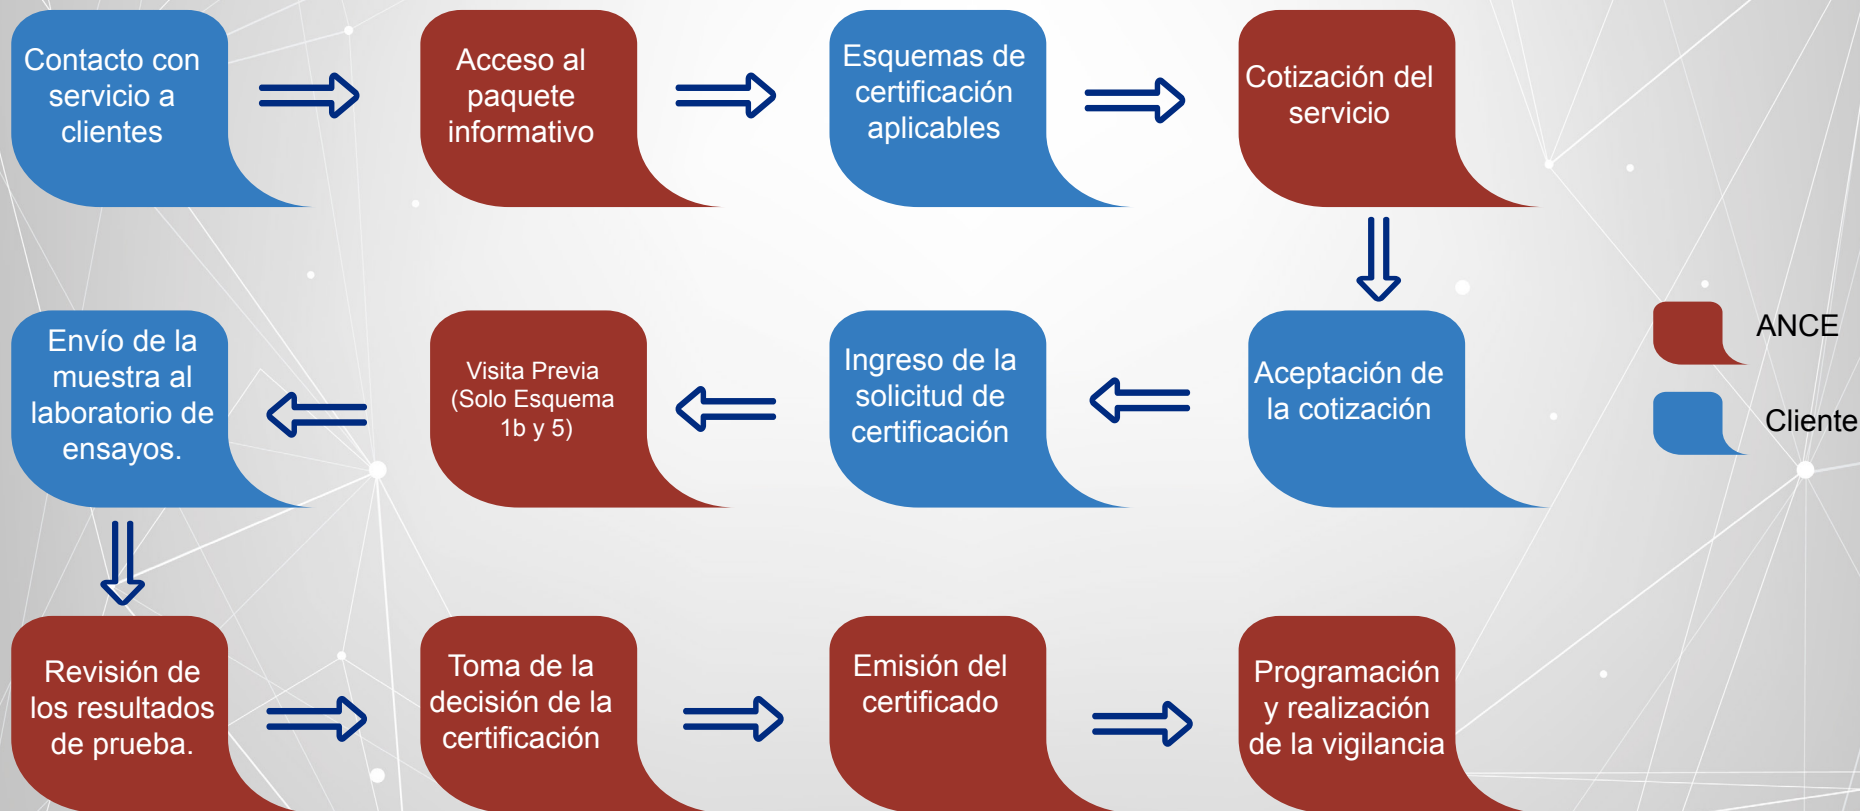 Contacto con
servicio a
clientes
Acceso al
paquete
informativo
Esquemas de
certificación
aplicables
Cotización del
servicio
Envío de la
muestra al
laboratorio de
ensayos.
Visita Previa
(Solo Esquema
1b y 5)
Ingreso de la
solicitud de
certificación
Aceptación de
la cotización
ANCE
Cliente
Revisión de
los resultados
de prueba.
Toma de la
decisión de la
certificación
Emisión del
certificado
Programación
y realización
de la vigilancia